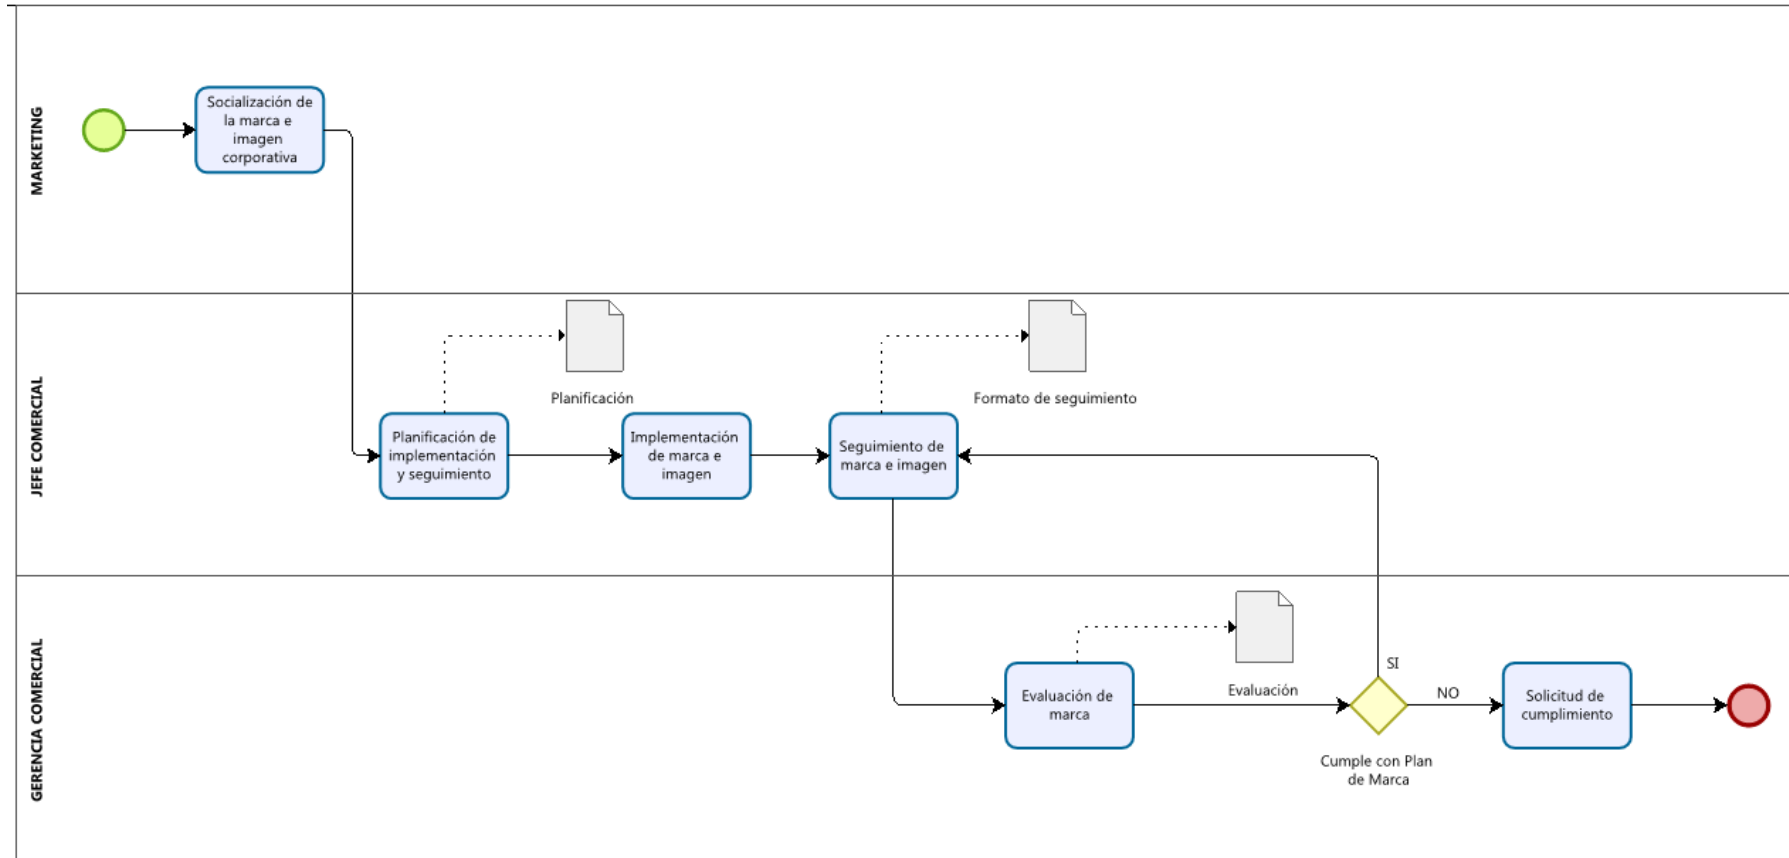 MARKETING
Socialización de
la marca e
imagen
corporativa
JEFE COMERCIAL
Planificación
Formato de seguimiento
Planificación de
implementación
y seguimiento
Implementación
de marca e
imagen
Seguimiento de
marca e imagen
GERENCIA COMERCIAL
Evaluación de
marca
Evaluación
SI
NO
Cumple con Plan
de Marca
Solicitud de
cumplimiento